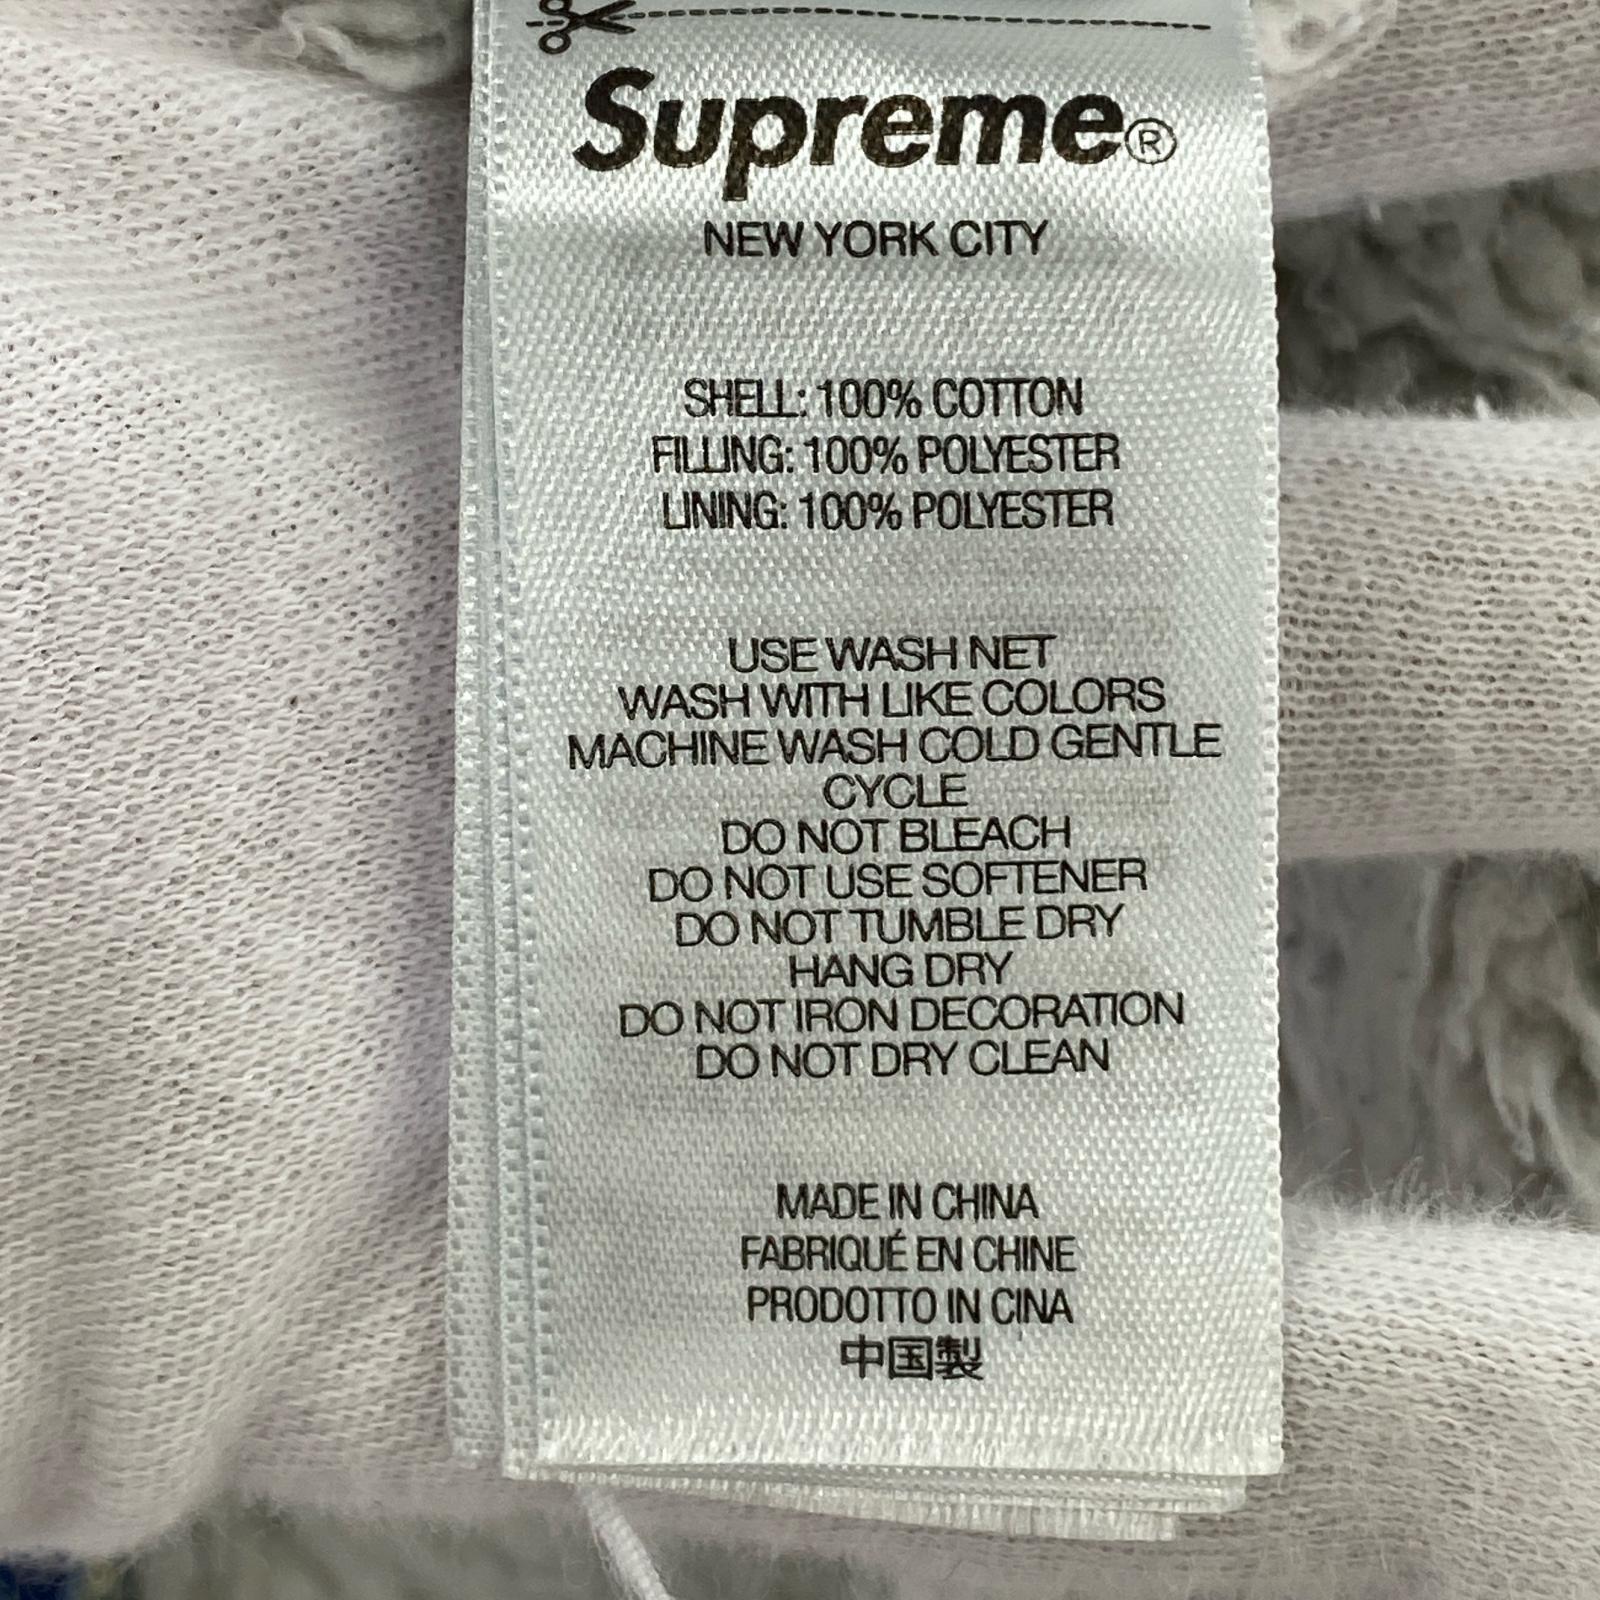 Supreme®
NEW YORK CITY
SHELL: 100% COTTON
FILLING: 100% POLYESTER
LINING: 100% POLYESTER
USE WASH NET
WASH WITH LIKE COLORS
MACHINE WASH COLD GENTLE
CYCLE
DO NOT BLEACH
DO NOT USE SOFTENER
DO NOT TUMBLE DRY
HANG DRY
DO NOT IRON DECORATION
DO NOT DRY CLEAN
MADE IN CHINA
FABRIQUÉ EN CHINE
PRODOTTO IN CINA
中国製